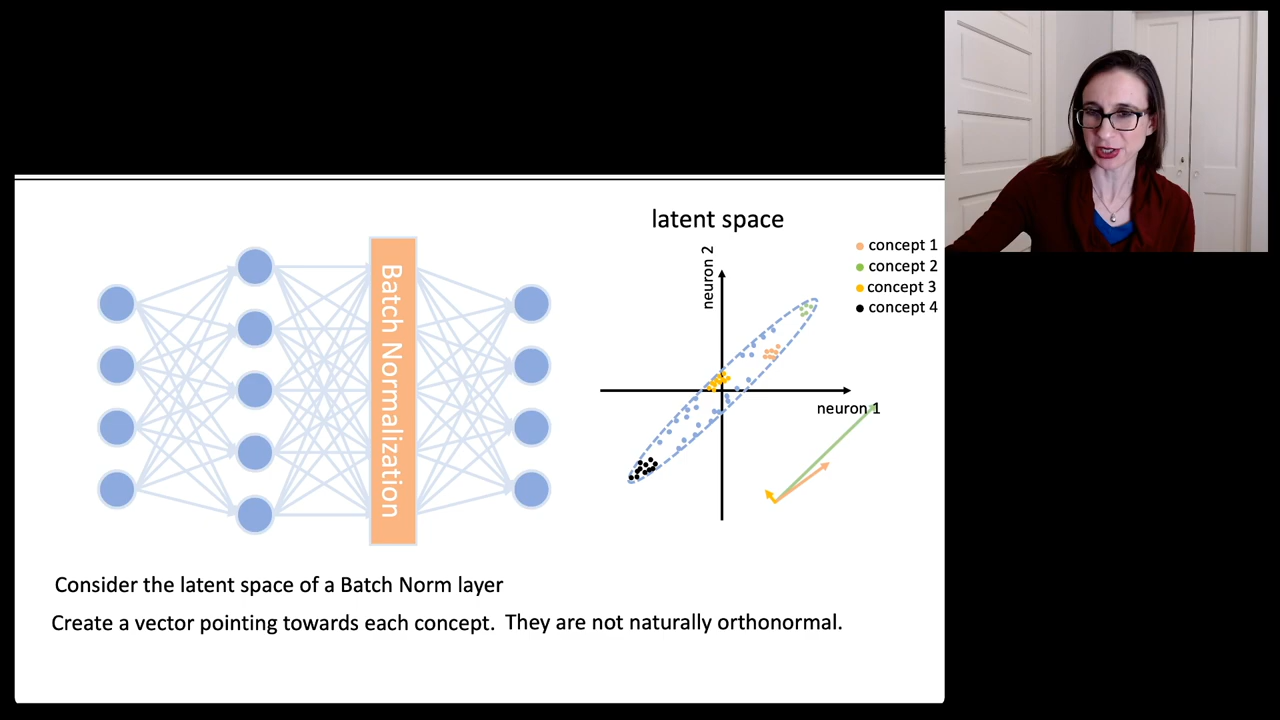 latent space
neuron 2
concept 1
concept 2
concept 3
concept 4
Batch Normalization
neuron 1
Consider the latent space of a Batch Norm layer
Create a vector pointing towards each concept. They are not naturally orthonormal.